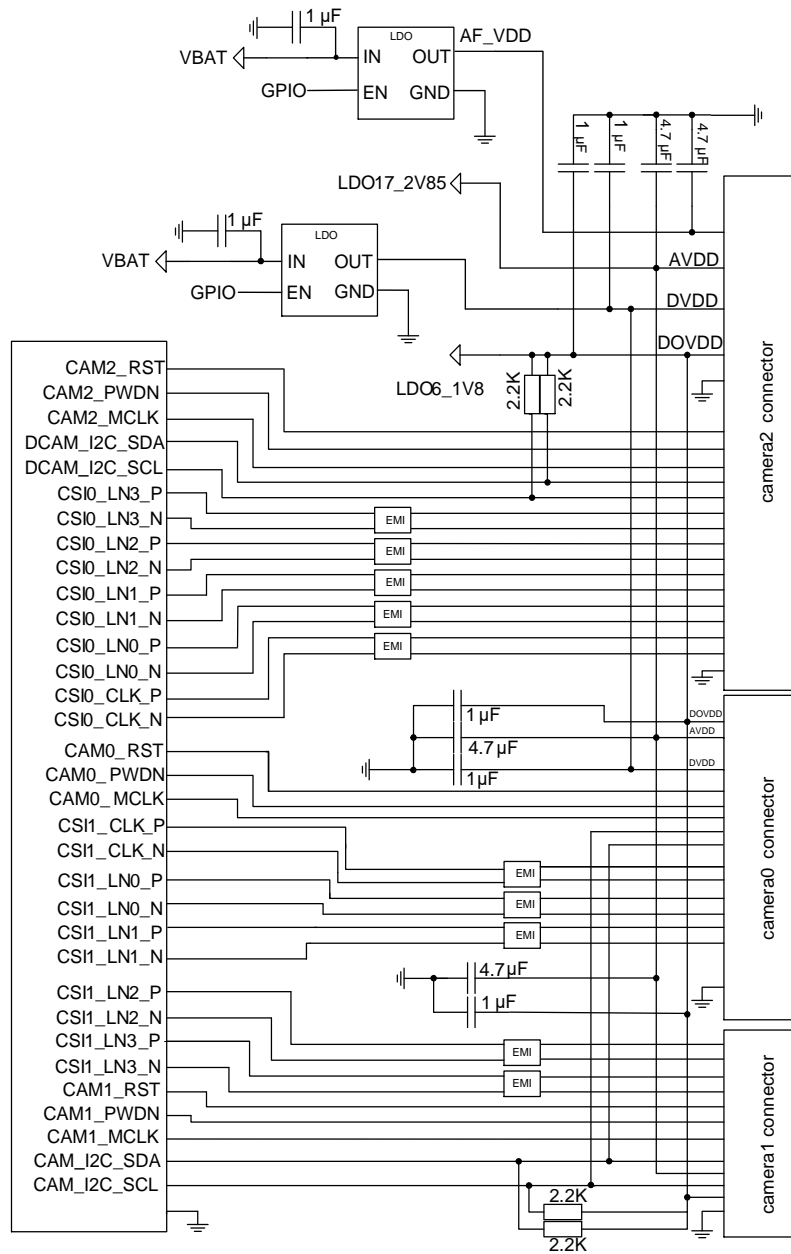 1 µF
LDO
AF_VDD
VBAT
IN
OUT
GPIO
EN
GND
1 µF
1 µF
4.7 µF
4.7 µF
LDO17_2V85
1 µF
LDO
VBAT
IN
OUT
AVDD
GPIO
EN
GND
DVDD
DOVDD
LDO6_1V8
2.2K
2.2K
camera2 connector
CAM2_RST
CAM2_PWDN
CAM2_MCLK
DCAM_I2C_SDA
DCAM_I2C_SCL
CSI0_LN3_P
CSI0_LN3_N
EMI
CSI0_LN2_P
EMI
CSI0_LN2_N
CSI0_LN1_P
EMI
CSI0_LN1_N
EMI
CSI0_LN0_P
EMI
CSI0_LN0_N
CSI0_CLK_P
CSI0_CLK_N
1 µF
DOVDD
AVDD
4.7 µF
DVDD
1µF
CAM0_RST
CAM0_PWDN
CAM0_MCLK
CSI1_CLK_P
CSI1_CLK_N
EMI
CSI1_LN0_P
EMI
CSI1_LN0_N
CSI1_LN1_P
EMI
CSI1_LN1_N
camera0 connector
4.7µF
1 µF
CSI1_LN2_P
CSI1_LN2_N
CSI1_LN3_P
EMI
CSI1_LN3_N
EMI
CAM1_RST
CAM1_PWDN
CAM1_MCLK
CAM_I2C_SDA
CAM_I2C_SCL
camera1 connector
2.2K
2.2K